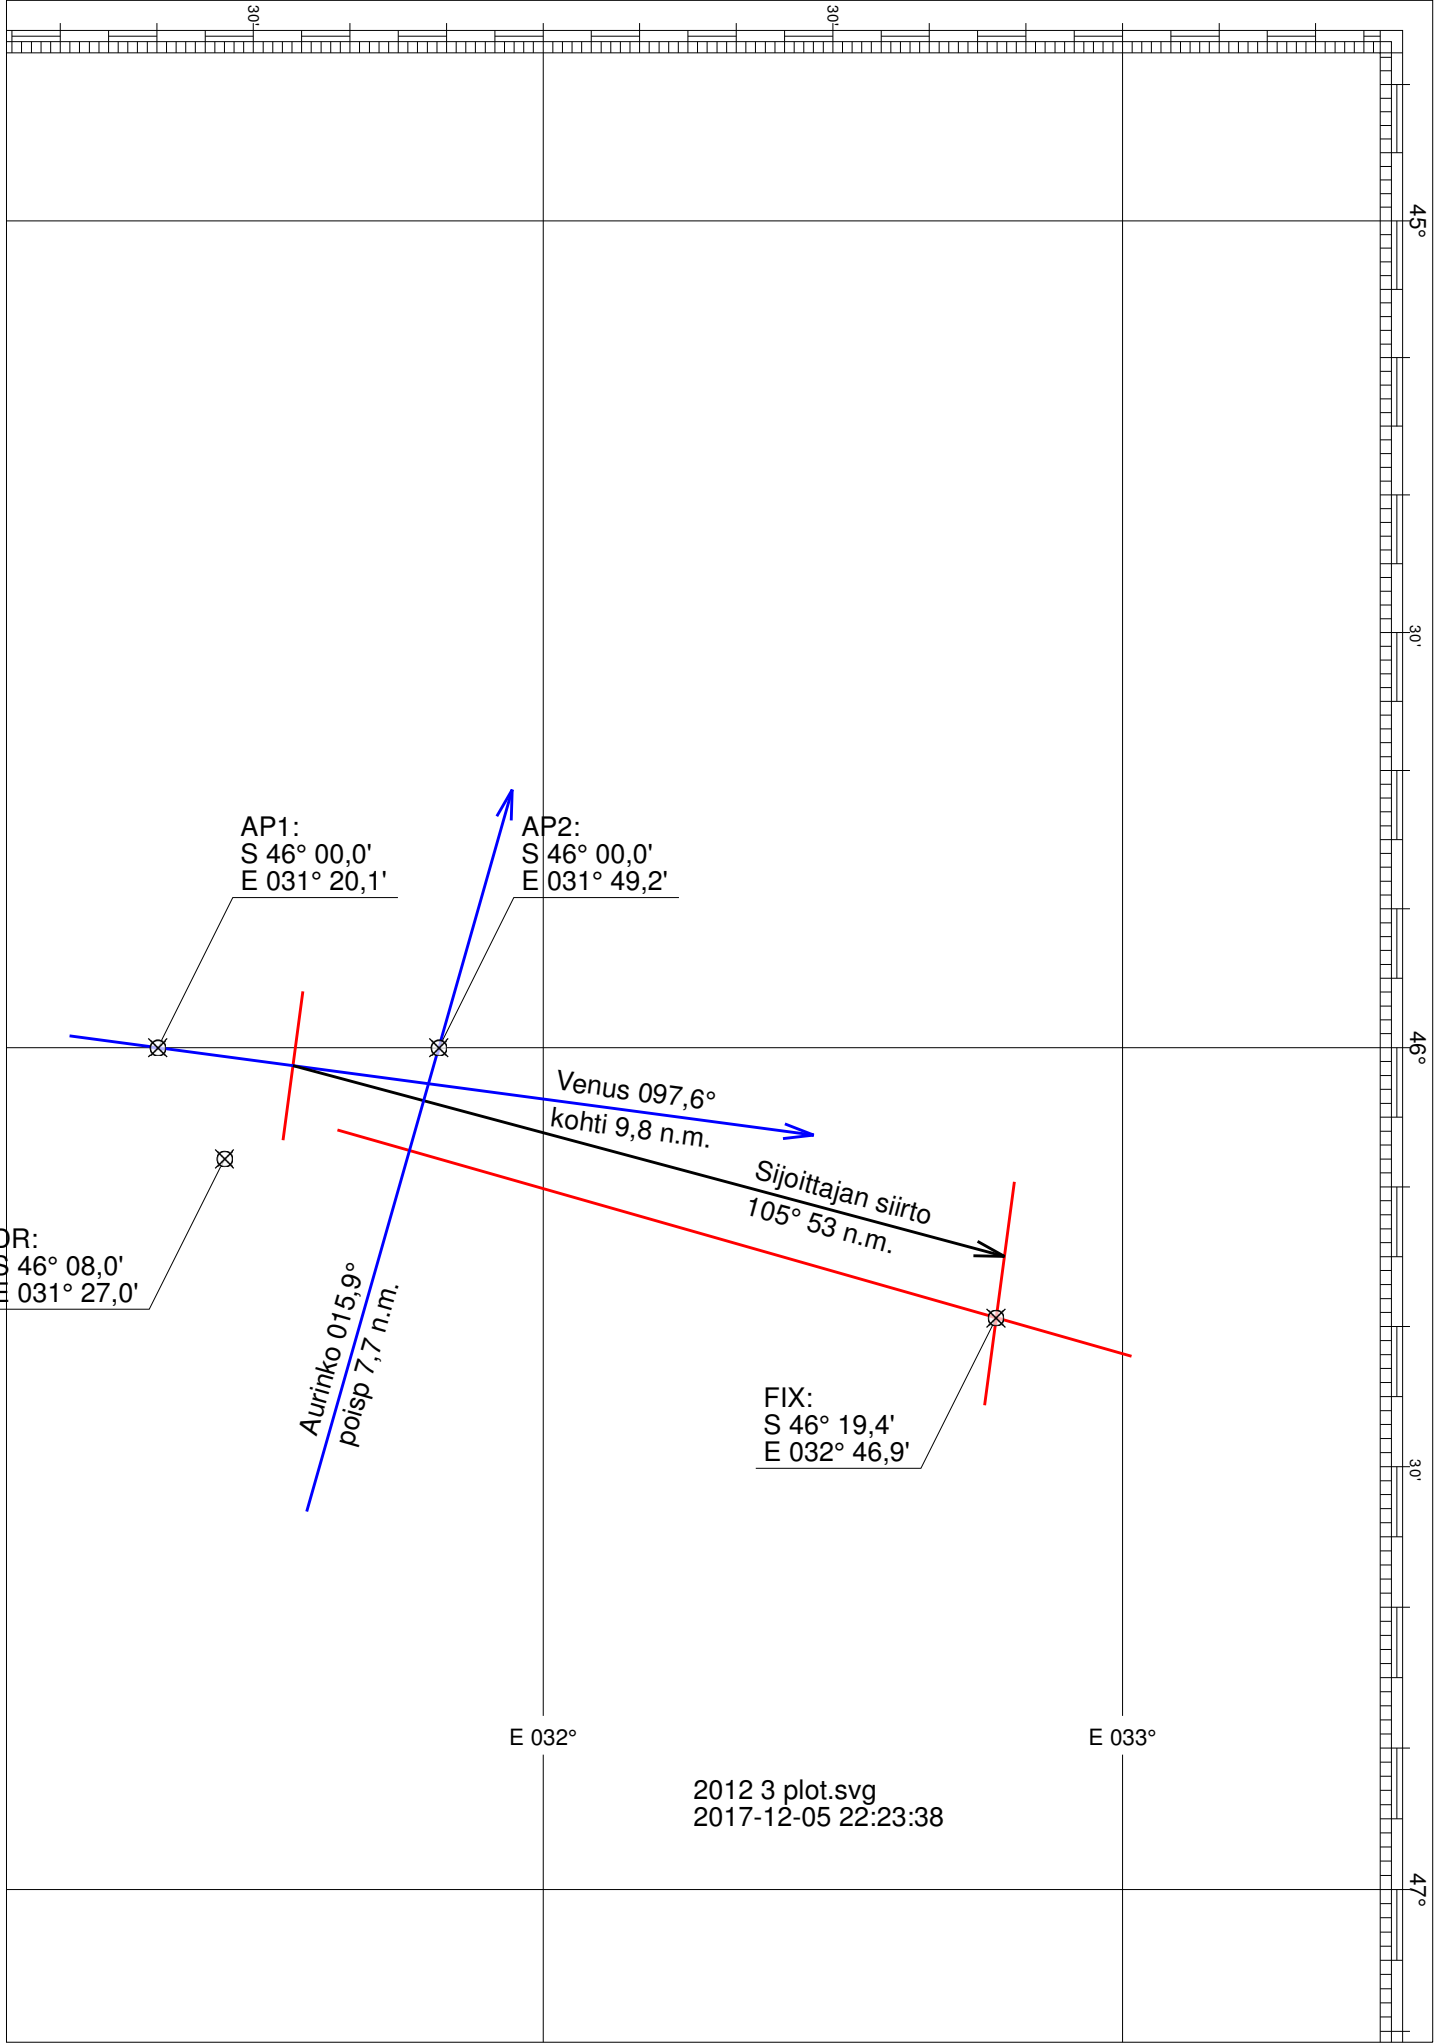 30'
30'
45°
30'
AP1:
S 46° 00,0'
E 031° 20,1'
AP2:
S 46° 00,0'
E 031° 49,2'
46°
Venus 097,6°
kohti 9,8 n.m.
Sijoittajan siirto
105° 53 n.m.
DR:
S 46° 08,0'
E 031° 27,0'
Aurinko 015,9°
poisp 7,7 n.m.
FIX:
S 46° 19,4'
E 032° 46,9'
30'
E 032°
E 033°
2012 3 plot.svg
2017-12-05 22:23:38
47°